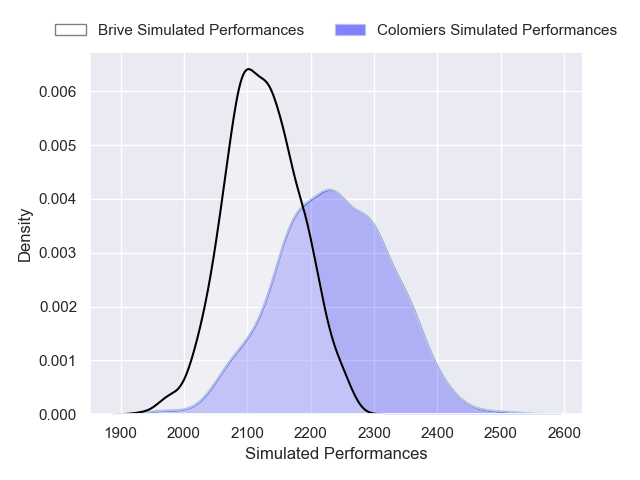 Brive Simulated Performances
Colomiers Simulated Performances
Density
0.006
0.005
0.004
0.003
0.002
0.001
0.000
1900 2000 2100 2200 2300 2400 2500 2600
Simulated Performances